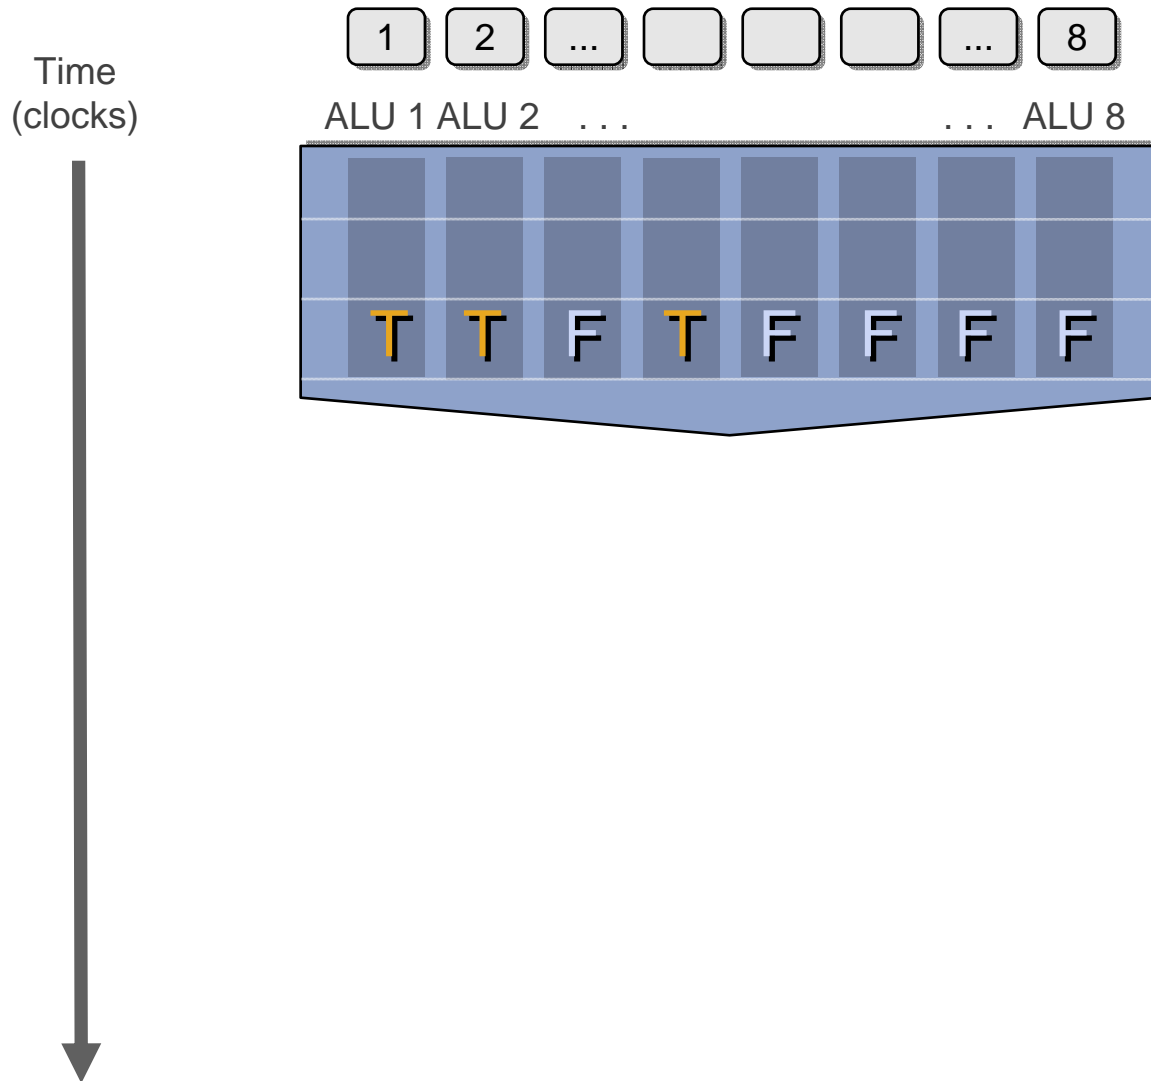 1 2 ... ... 8
Time
(clocks)
ALU 1 ALU 2 . . . . . . ALU 8
T T F T F F F F